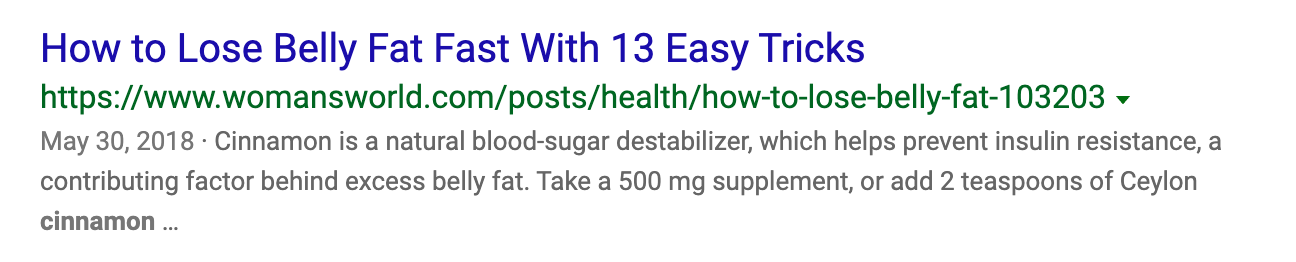 How to Lose Belly Fat Fast With 13 Easy Tricks
https://www.womansworld.com/posts/health/how-to-lose-belly-fat-103203
May 30, 2018 · Cinnamon is a natural blood-sugar destabilizer, which helps prevent insulin resistance, a
contributing factor behind excess belly fat. Take a 500 mg supplement, or add 2 teaspoons of Ceylon
cinnamon ...